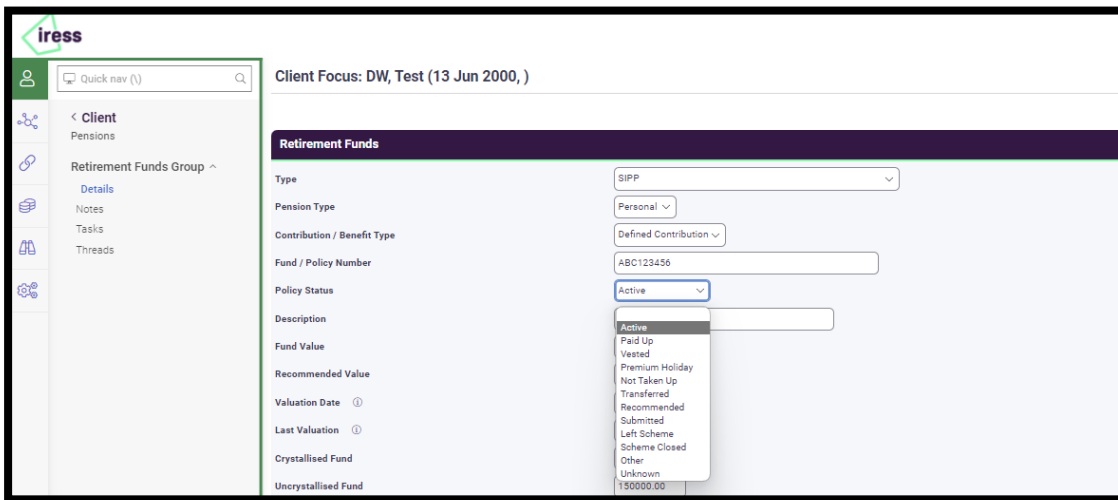 iress
Quick nav (\)
Client Focus: DW, Test (13 Jun 2000, )
Client
Pensions
Retirement Funds Group
Details
Notes
Tasks
Threads
Retirement Funds
Type SIPP
Pension Type Personal
Contribution / Benefit Type Defined Contribution
Fund / Policy Number ABC123456
Policy Status Active
Description
Fund Value
Recommended Value
Valuation Date
Last Valuation
Crystallised Fund
Uncrystallised Fund 150000.00
Active
Paid Up
Vested
Premium Holiday
Not Taken Up
Transferred
Recommended
Submitted
Left Scheme
Scheme Closed
Other
Unknown